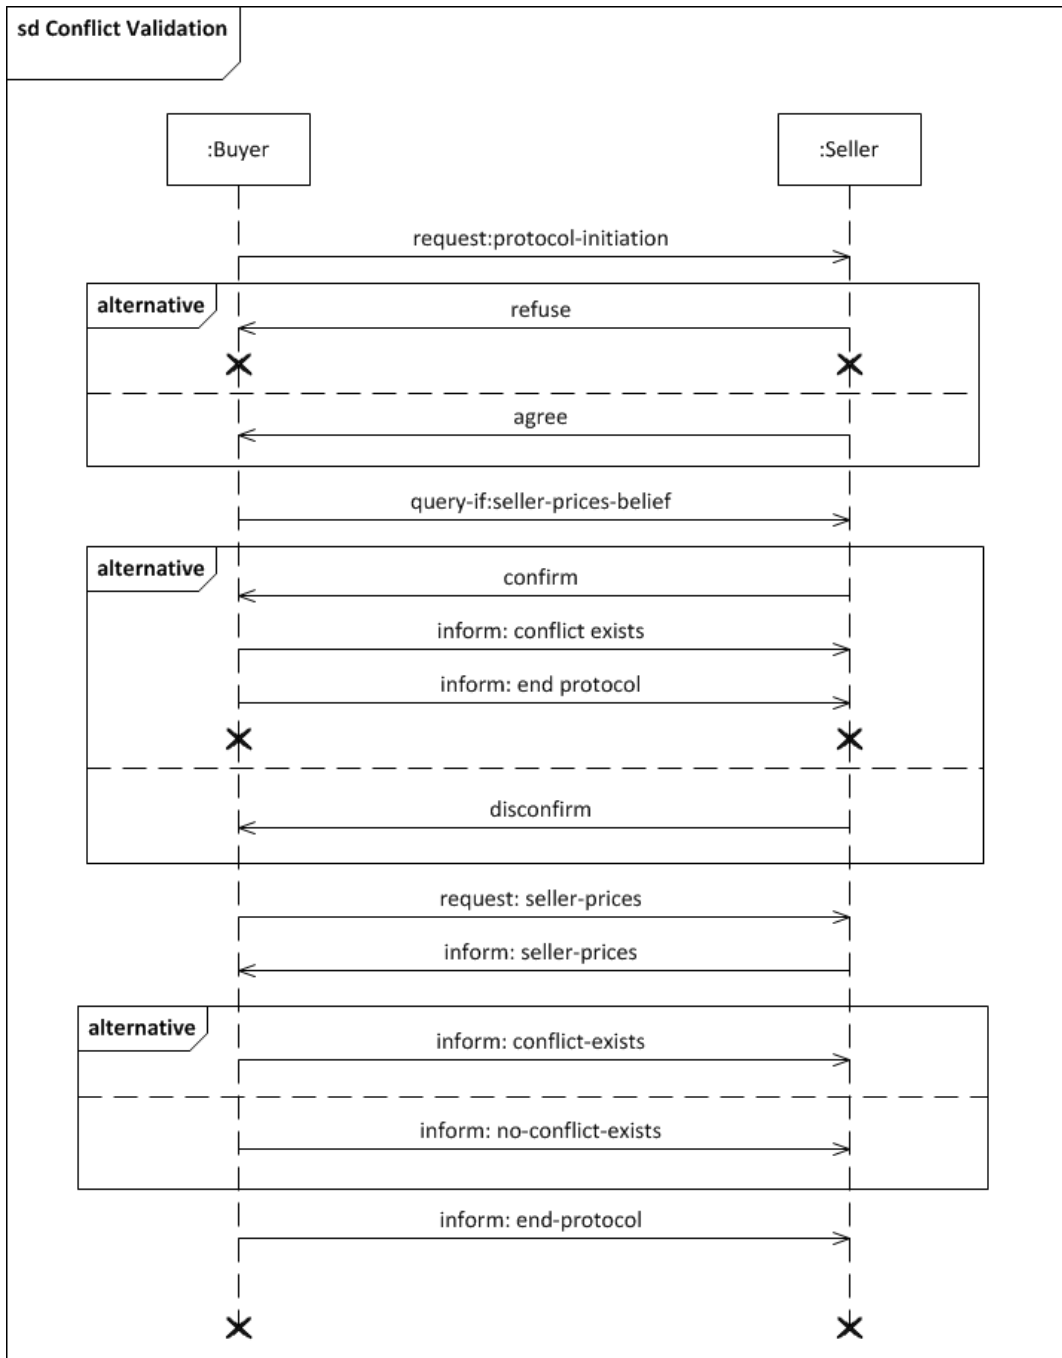 sd Conflict Validation
:Buyer
:Seller
request:protocol-initiation
alternative
refuse
agree
query-if:seller-prices-belief
alternative
confirm
inform: conflict exists
inform: end protocol
disconfirm
request: seller-prices
inform: seller-prices
alternative
inform: conflict-exists
inform: no-conflict-exists
inform: end-protocol